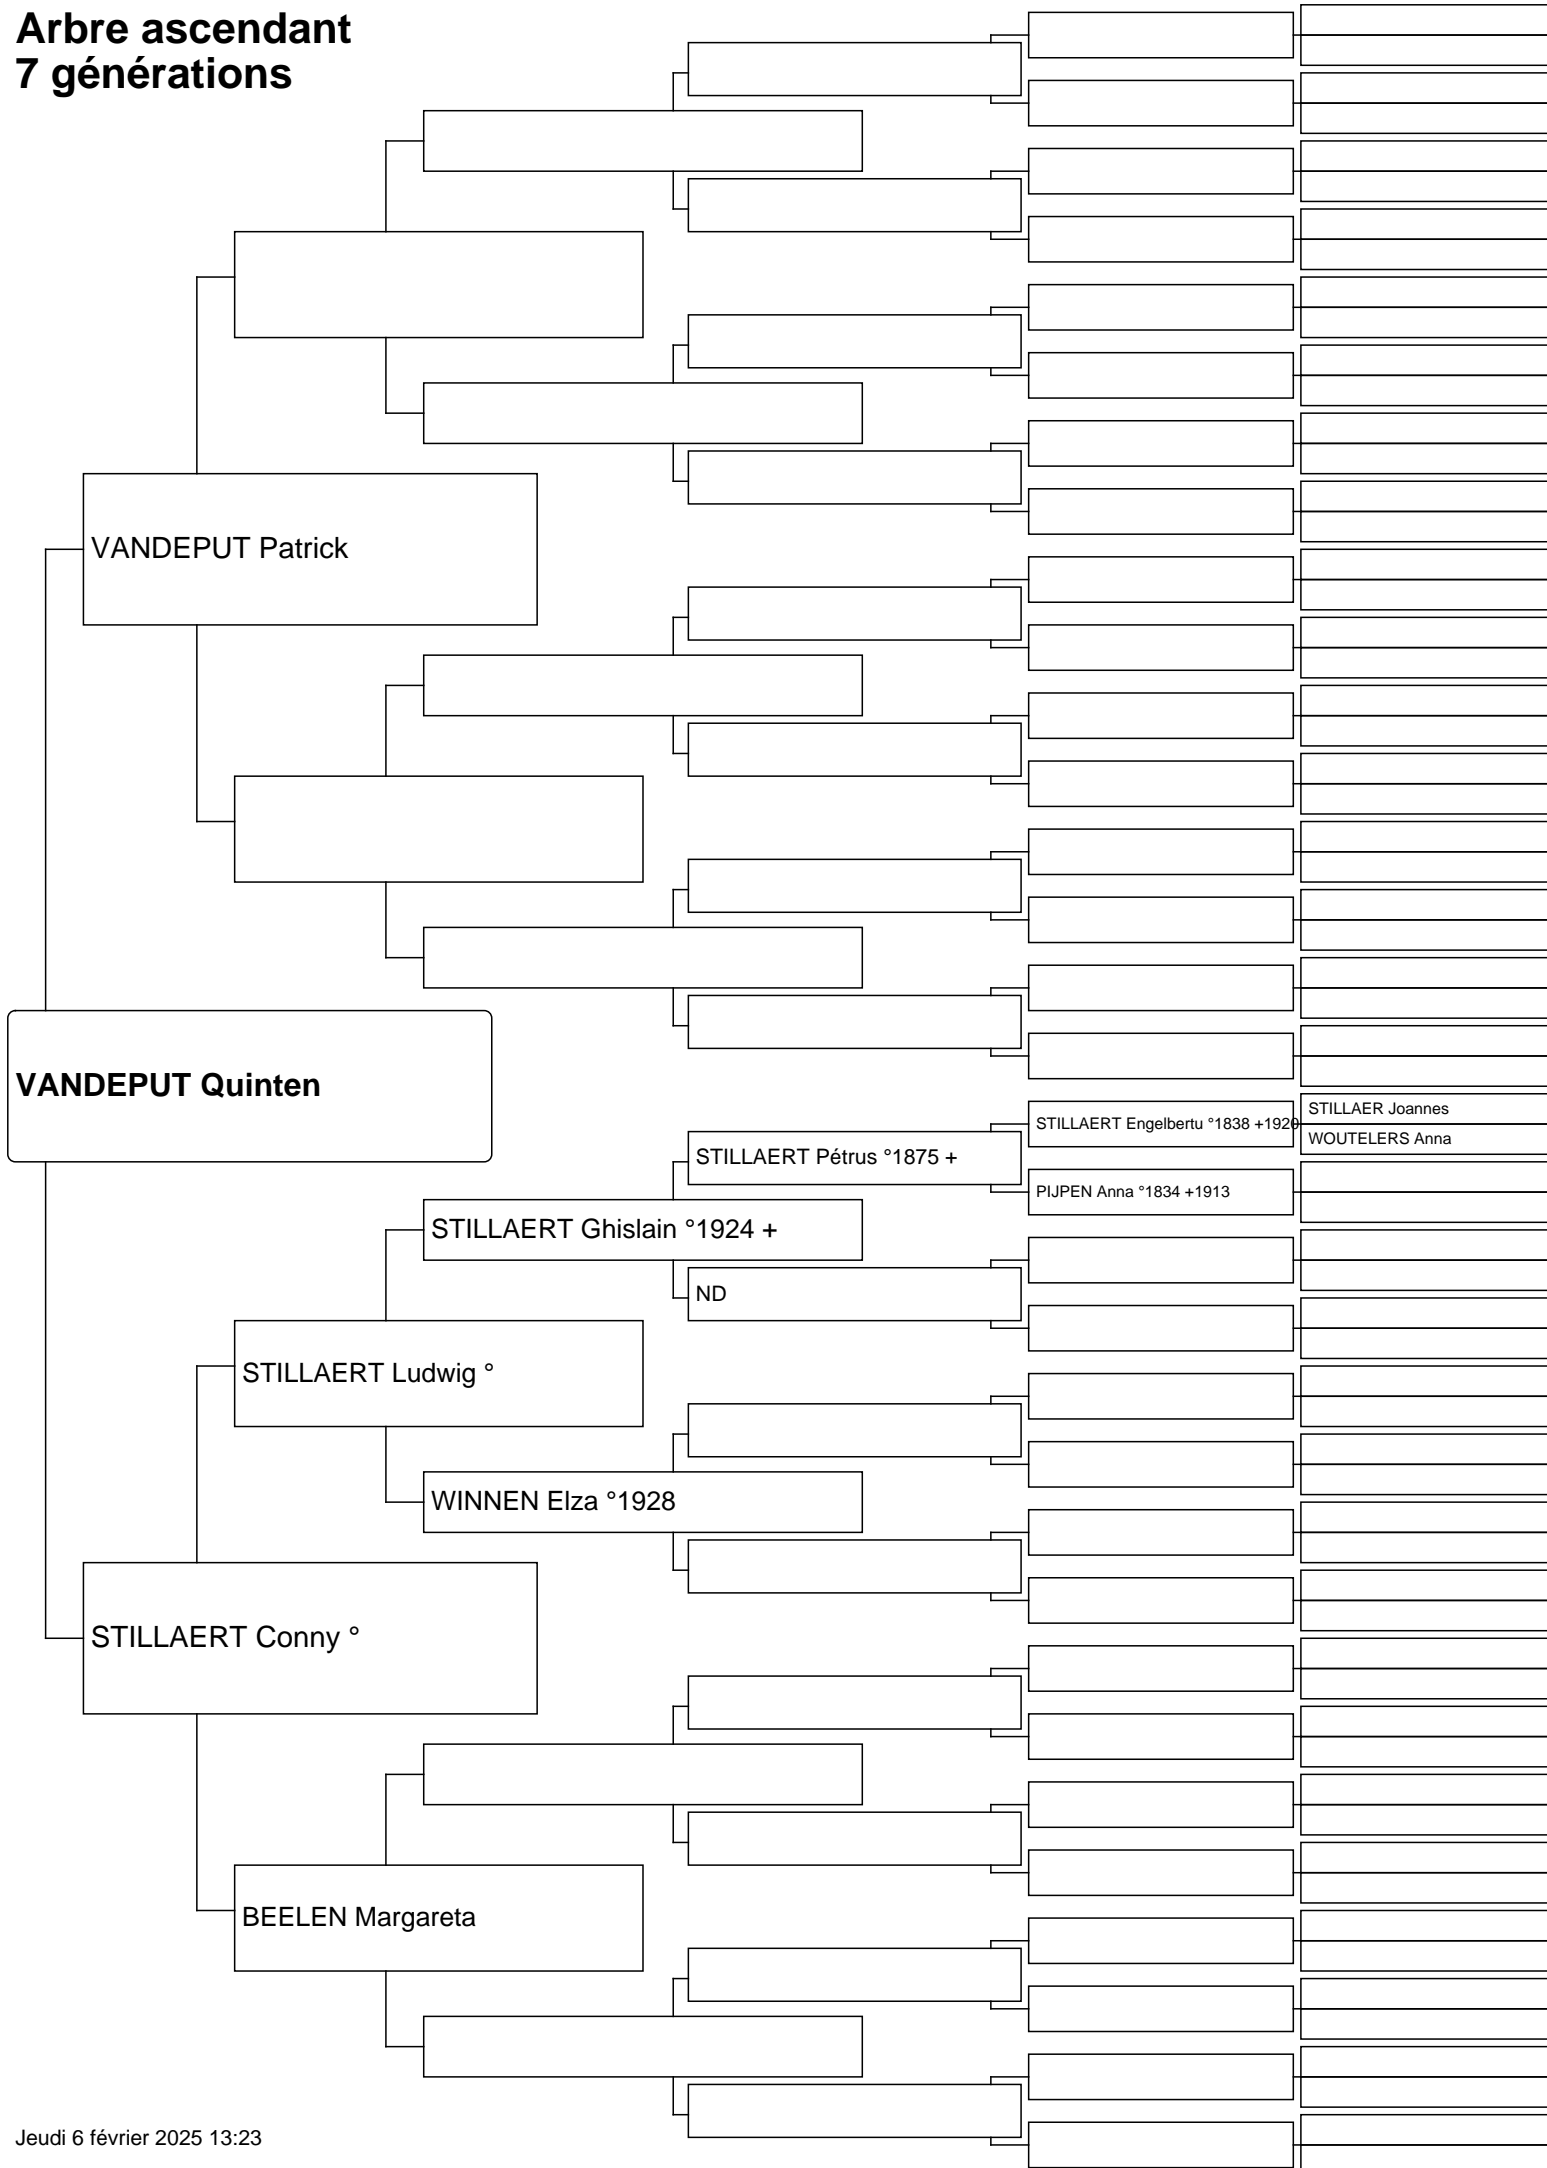 Arbre ascendant
7 générations
VANDEPUT Patrick
VANDEPUT Quinten
STILLAERT Engelbertu °1838 +1920
STILLAER Joannes
WOUTELERS Anna
STILLAERT Pétrus °1875 +
PIJPEN Anna °1834 +1913
STILLAERT Ghislain °1924 +
ND
STILLAERT Ludwig °
WINNEN Elza °1928
STILLAERT Conny °
BEELEN Margareta
Jeudi 6 février 2025 13:23